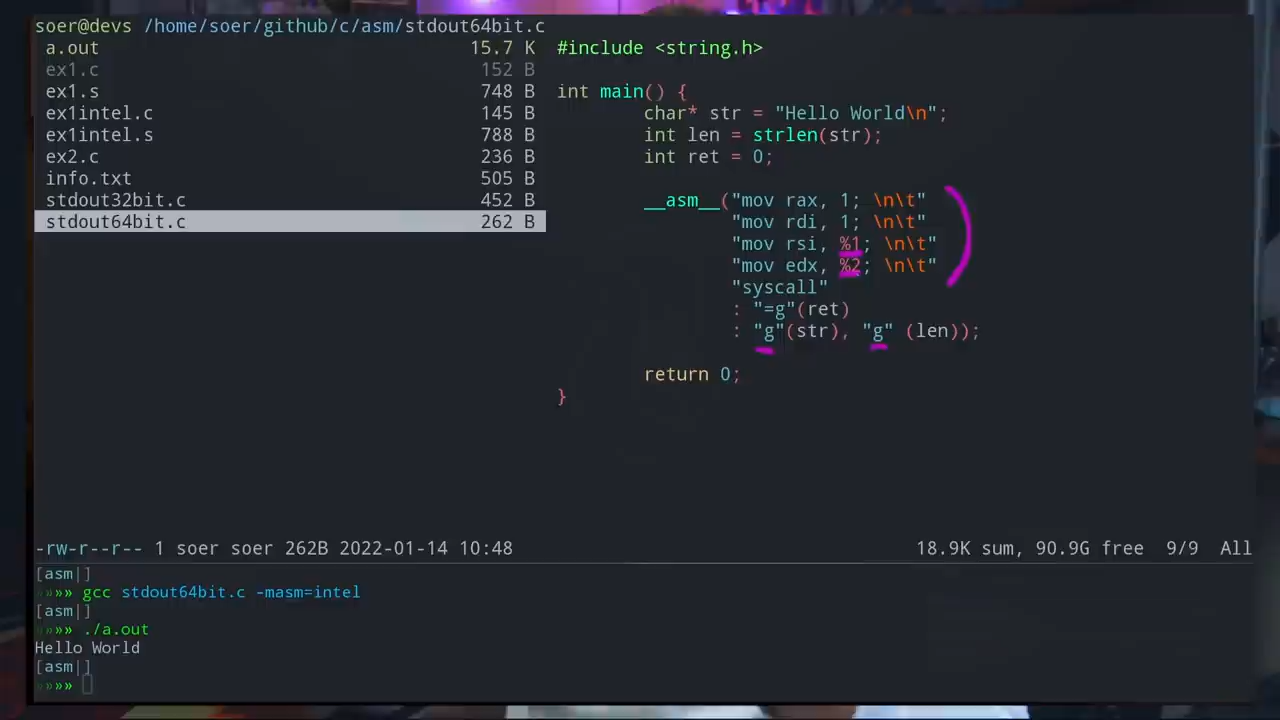 soer@devs /home/soer/github/c/asm/stdout64bit.c
a.out 15.7 K
ex1.c 152 B
ex1.s 748 B
ex1intel.c 145 B
ex1intel.s 788 B
ex2.c 236 B
info.txt 505 B
stdout32bit.c 452 B
stdout64bit.c 262 B
#include <string.h>
int main() {
char* str = "Hello World\n";
int len = strlen(str);
int ret = 0;
__asm__("mov rax, 1; \n\t"
"mov rdi, 1; \n\t"
"mov rsi, %1; \n\t"
"mov edx, %2; \n\t"
"syscall"
: "=g"(ret)
: "g"(str), "g" (len));
return 0;
}
-rw-r--r-- 1 soer soer 262B 2022-01-14 10:48 18.9K sum, 90.9G free 9/9 All
[asm|]
»»»» gcc stdout64bit.c -masm=intel
[asm|]
»»»» ./a.out
Hello World
[asm|]
»»»»